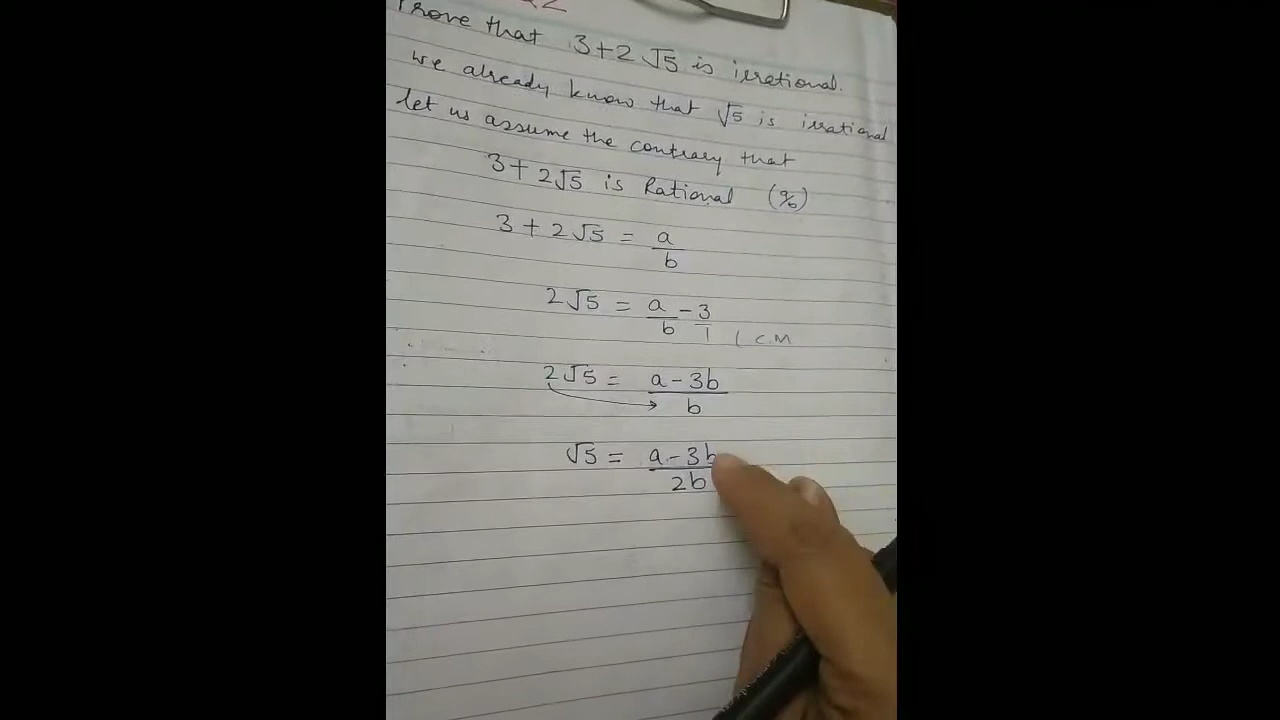 Prove that 3+2√5 is irrational.
we already know that √5 is irrational
let us assume the contrary that
3+2√5 is Rational (a/b)
3+2√5 = a/b
2√5 = a/b - 3/1 LCM
2√5 = a-3b/b
√5 = a-3b/2b